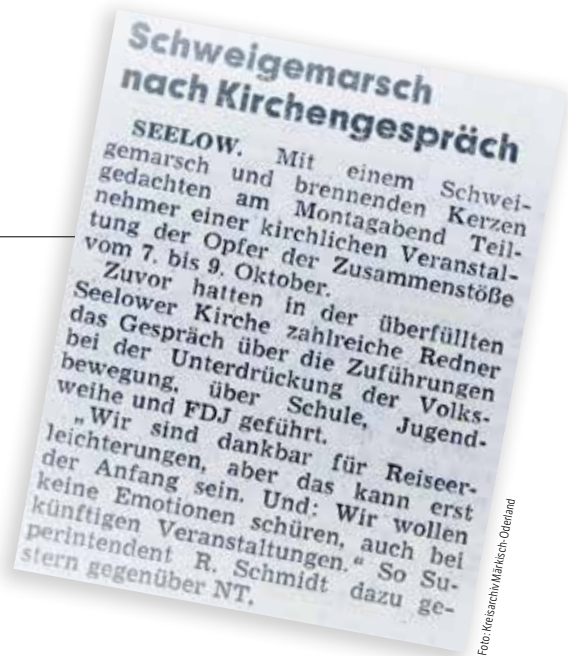 Schweigemarsch
nach Kirchengespräch
SEELOW. Mit einem Schwei-
gemarsch und brennenden Kerzen
gedachten am Montagabend Teil-
nehmer einer kirchlichen Veranstal-
tung der Opfer der Zusammenstöße
vom 7. bis 9. Oktober.
Zuvor hatten in der überfüllten
Seelower Kirche zahlreiche Redner
das Gespräch über die Zuführungen
bei der Unterdrückung der Volks-
bewegung, über Schule, Jugend-
weihe und FDJ geführt.
„Wir sind dankbar für Reiseer-
leichterungen, aber das kann erst
der Anfang sein. Und: Wir wollen
keine Emotionen schüren, auch bei
künftigen Veranstaltungen." So Su-
perintendent R. Schmidt dazu ge-
stern gegenüber NT.
Foto: Kreisarchiv Märkisch-Oderland